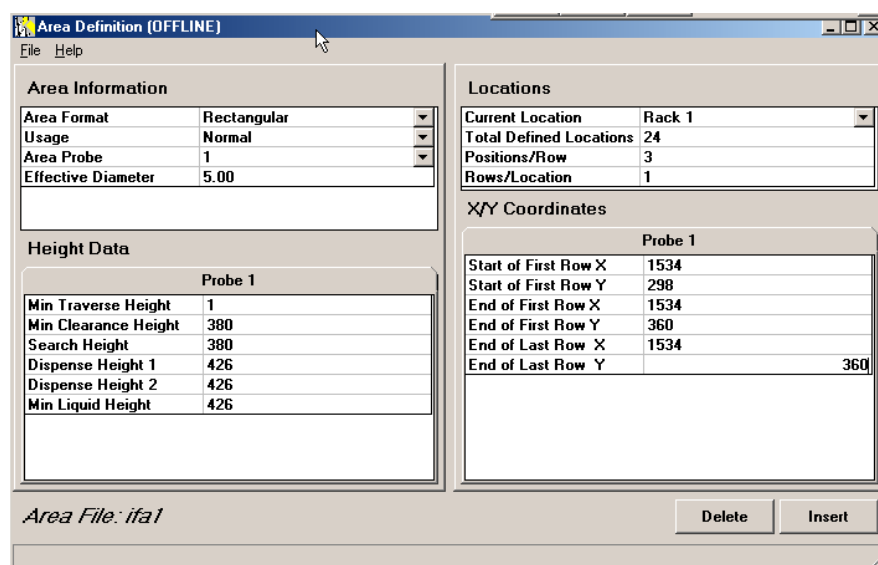 Area Definition (OFFLINE)
File Help
Area Information
Area Format Rectangular
Usage Normal
Area Probe 1
Effective Diameter 5.00
Height Data
Probe 1
Min Traverse Height 1
Min Clearance Height 380
Search Height 380
Dispense Height 1 426
Dispense Height 2 426
Min Liquid Height 426
Locations
Current Location Rack 1
Total Defined Locations 24
Positions/Row 3
Rows/Location 1
X/Y Coordinates
Probe 1
Start of First Row X 1534
Start of First Row Y 298
End of First Row X 1534
End of First Row Y 360
End of Last Row X 1534
End of Last Row Y 360
Area File: ifa1
Delete Insert